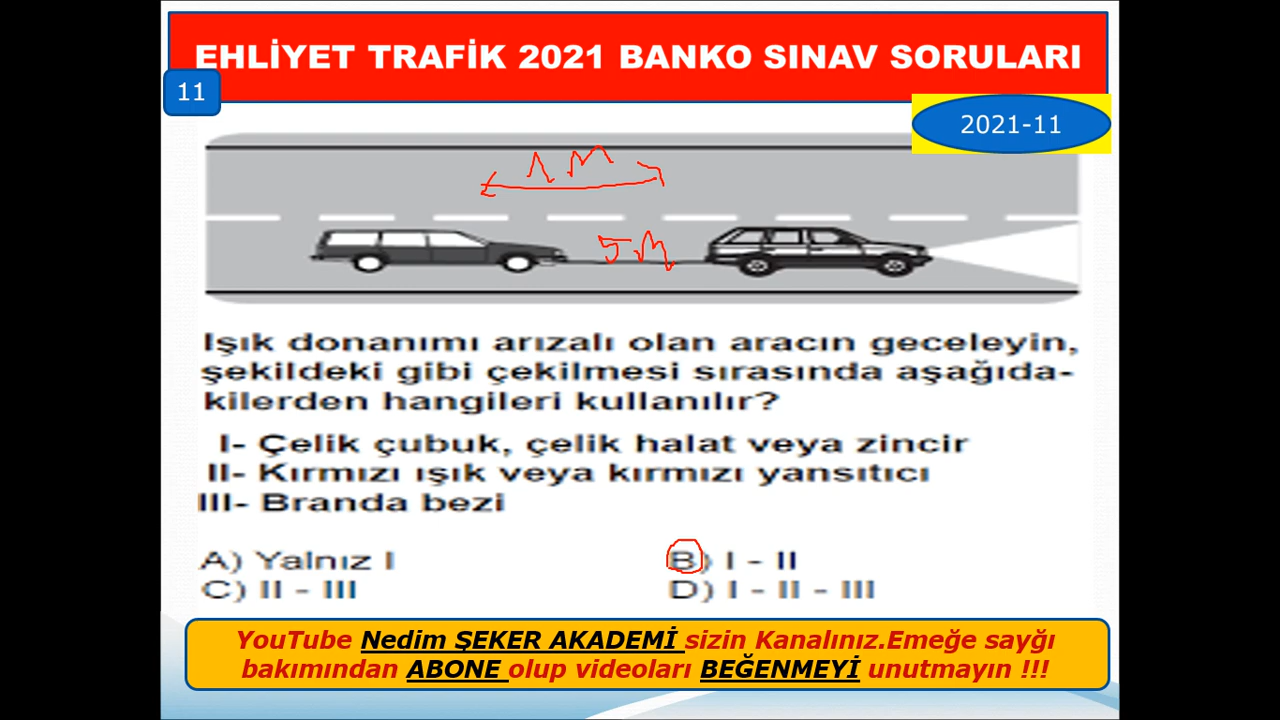 EHLİYET TRAFİK 2021 BANKO SINAV SORULARI
11
2021-11
1 M
5 M
Işık donanımı arızalı olan aracın geceleyin,
şekildeki gibi çekilmesi sırasında aşağıda-
kilerden hangileri kullanılır?
I- Çelik çubuk, çelik halat veya zincir
II- Kırmızı ışık veya kırmızı yansıtıcı
III- Branda bezi
A) Yalnız I
B) I - II
C) II - III
D) I - II - III
YouTube Nedim ŞEKER AKADEMİ sizin Kanalınız.Emeğe sayğı
bakımından ABONE olup videoları BEĞENMEYİ unutmayın !!!